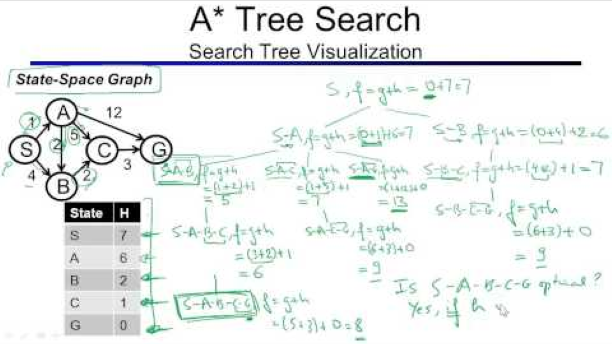 A* Tree Search
Search Tree Visualization
State-Space Graph
S, f=g+h = 0+7=7
A
12
1
5
2
S
C
G
4
2
3
B
S-A, f=g+h=(0+1)+6=7
S-B, f=g+h=(0+4)+2=6
S-A-B, f=g+h
=(1+2)+
= 5
S-A-C, f=g+h
=(1+5)+1
= 7
S-A-G, f=g+h
= 13
S-B-C, f=g+h= +1=7
S-B-C-G, f=g+h
=(6+3)+0
= 9
State H
S 7
A 6
B 2
C 1
G 0
S-A-B-C, f=g+h
=(3+2)+1
= 6
S-A-C-G, f=g+h
=(6+3)+0
= 9
S-A-B-C-G, f=g+h
=(5+3)+0=8
Is S-A-B-C-G optimal?
Yes, if h